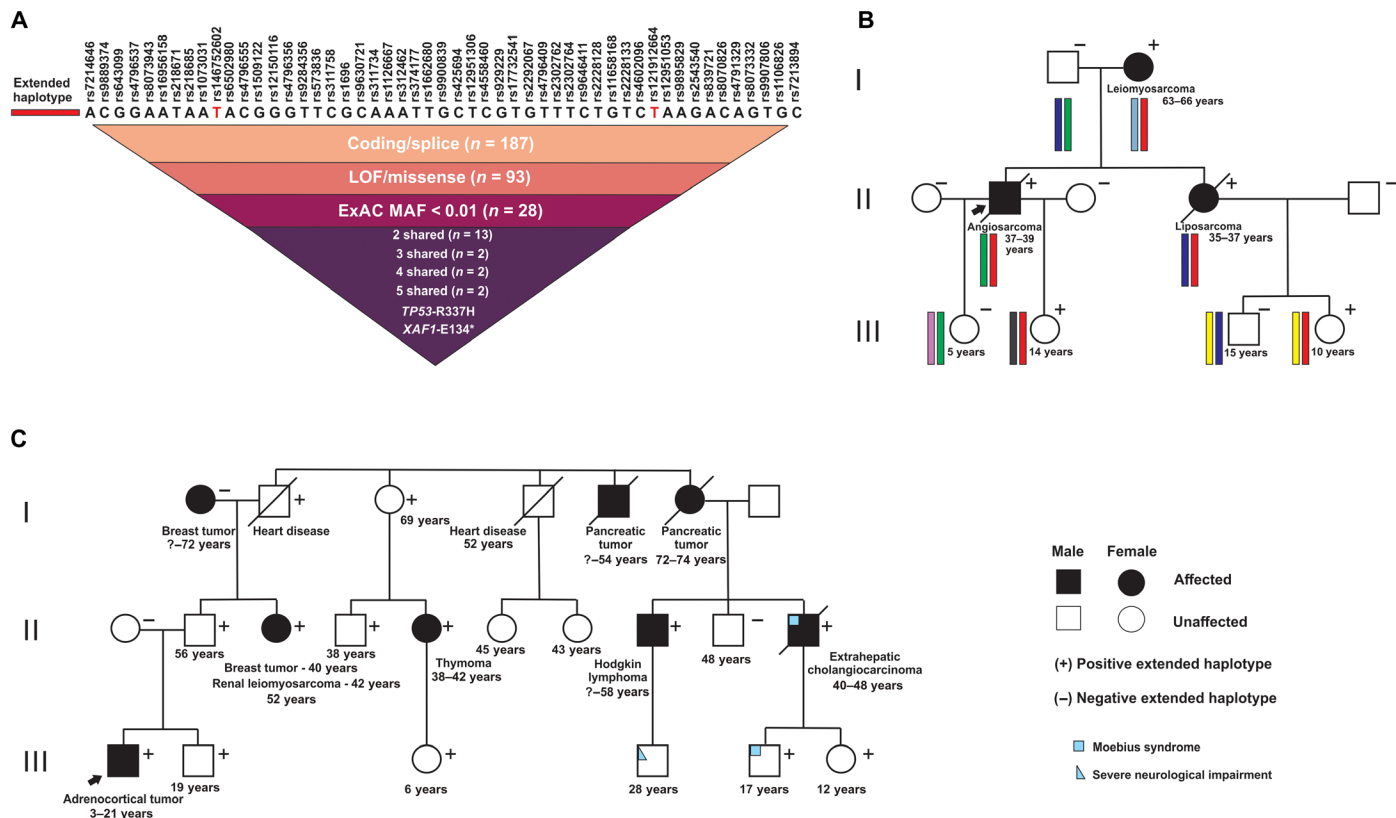 A
rs7214646
rs9889374
rs643099
rs4796537
rs8073943
rs16956158
rs218671
rs218685
rs1073031
rs146752602
rs6502980
rs4796555
rs1509122
rs12150116
rs4796356
rs9284356
rs573836
rs311758
rs1696
rs9630721
rs311734
rs1126667
rs312462
rs374177
rs1662680
rs9900839
rs425694
rs12951306
rs4558460
rs9292229
rs17732541
rs2292067
rs4796409
rs2302762
rs2302764
rs9646411
rs2228128
rs11658168
rs2228133
rs4602096
rs121912664
rs12951053
rs9895829
rs2543540
rs8397721
rs8070826
rs4791329
rs8073332
rs9907806
rs1106826
rs7213894
Extended
haplotype
A C G G A A T A A T A C G G G T T C G C A A A T T G C T C G T G T T T C T G T C T A A G A C A G T G C
Coding/splice (n = 187)
LOF/missense (n = 93)
ExAC MAF < 0.01 (n = 28)
2 shared (n = 13)
3 shared (n = 2)
4 shared (n = 2)
5 shared (n = 2)
TP53-R337H
XAF1-E134*
B
I
− +
Leiomyosarcoma
63–66 years
II
− + − + −
Angiosarcoma
37–39
years
Liposarcoma
35–37 years
III
− + − +
5 years
14 years
15 years
10 years
C
I
− + +
Breast tumor
?–72 years
Heart disease
69 years
Heart disease
52 years
Pancreatic
tumor
?–54 years
Pancreatic
tumor
72–74 years
II
− + + + + + − +
56 years
Breast tumor - 40 years
Renal leiomyosarcoma - 42 years
52 years
38 years
Thymoma
38–42 years
45 years
43 years
Hodgkin
lymphoma
?–58 years
48 years
Extrahepatic
cholangiocarcinoma
40–48 years
III
+ + + + +
Adrenocortical tumor
3–21 years
19 years
6 years
28 years
17 years
12 years
Male Female
Affected
Unaffected
(+) Positive extended haplotype
(−) Negative extended haplotype
Moebius syndrome
Severe neurological impairment